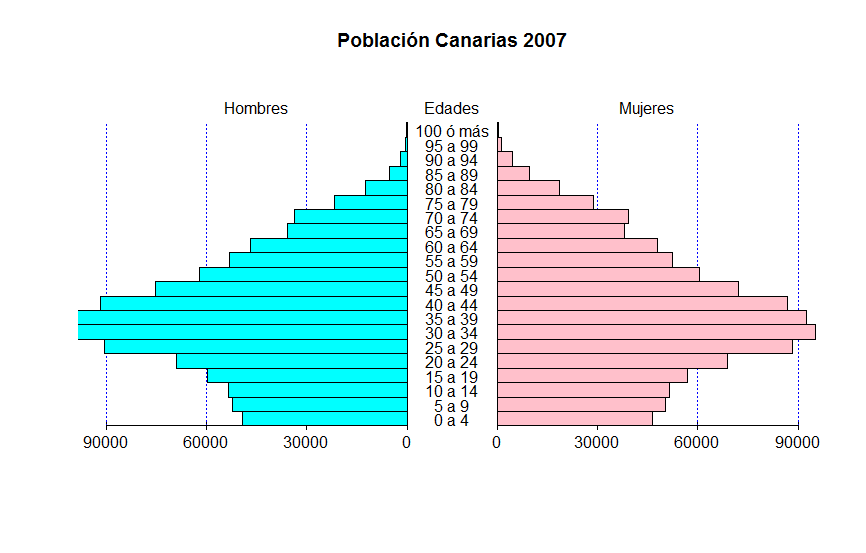 Población Canarias 2007
Hombres Edades Mujeres
100 ó más
95 a 99
90 a 94
85 a 89
80 a 84
75 a 79
70 a 74
65 a 69
60 a 64
55 a 59
50 a 54
45 a 49
40 a 44
35 a 39
30 a 34
25 a 29
20 a 24
15 a 19
10 a 14
5 a 9
0 a 4
90000 60000 30000 0 0 30000 60000 90000